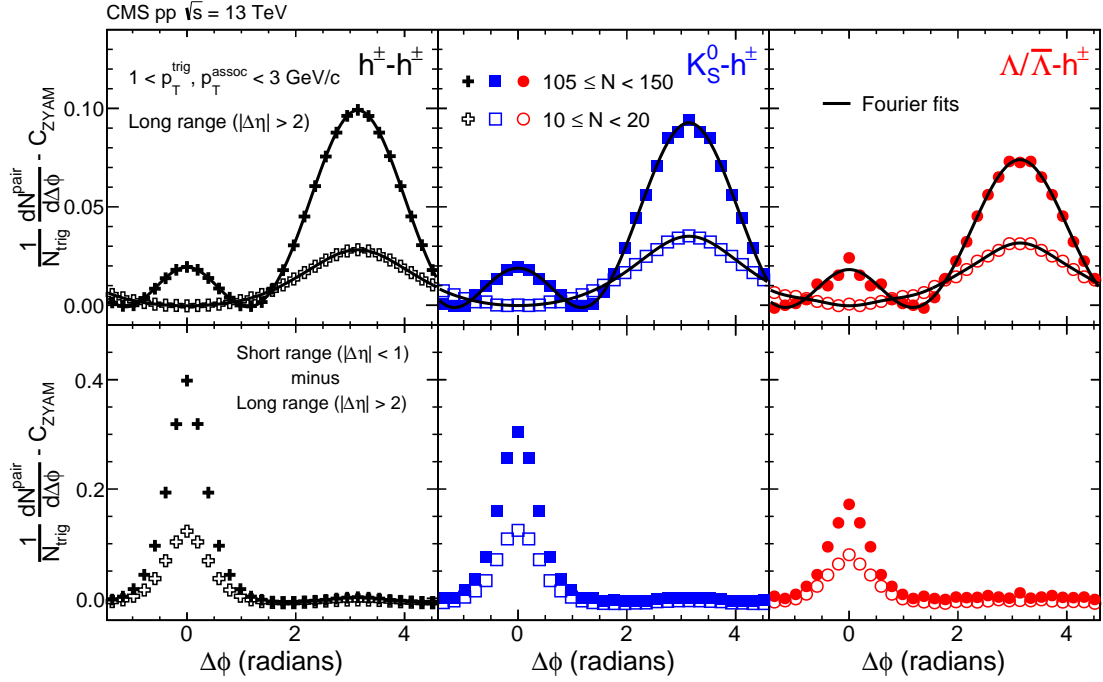 CMS pp √s = 13 TeV
1 < p_T^trig, p_T^assoc < 3 GeV/c
Long range (|Δη| > 2)
h±-h±
K_S^0-h±
105 ≤ N < 150
10 ≤ N < 20
Λ/Λ̅-h±
Fourier fits
1/N_trig dN^pair/dΔφ - C_ZYAM
0.10
0.05
0.00
Short range (|Δη| < 1)
minus
Long range (|Δη| > 2)
1/N_trig dN^pair/dΔφ - C_ZYAM
0.4
0.2
0.0
0 2 4 0 2 4 0 2 4
Δφ (radians) Δφ (radians) Δφ (radians)